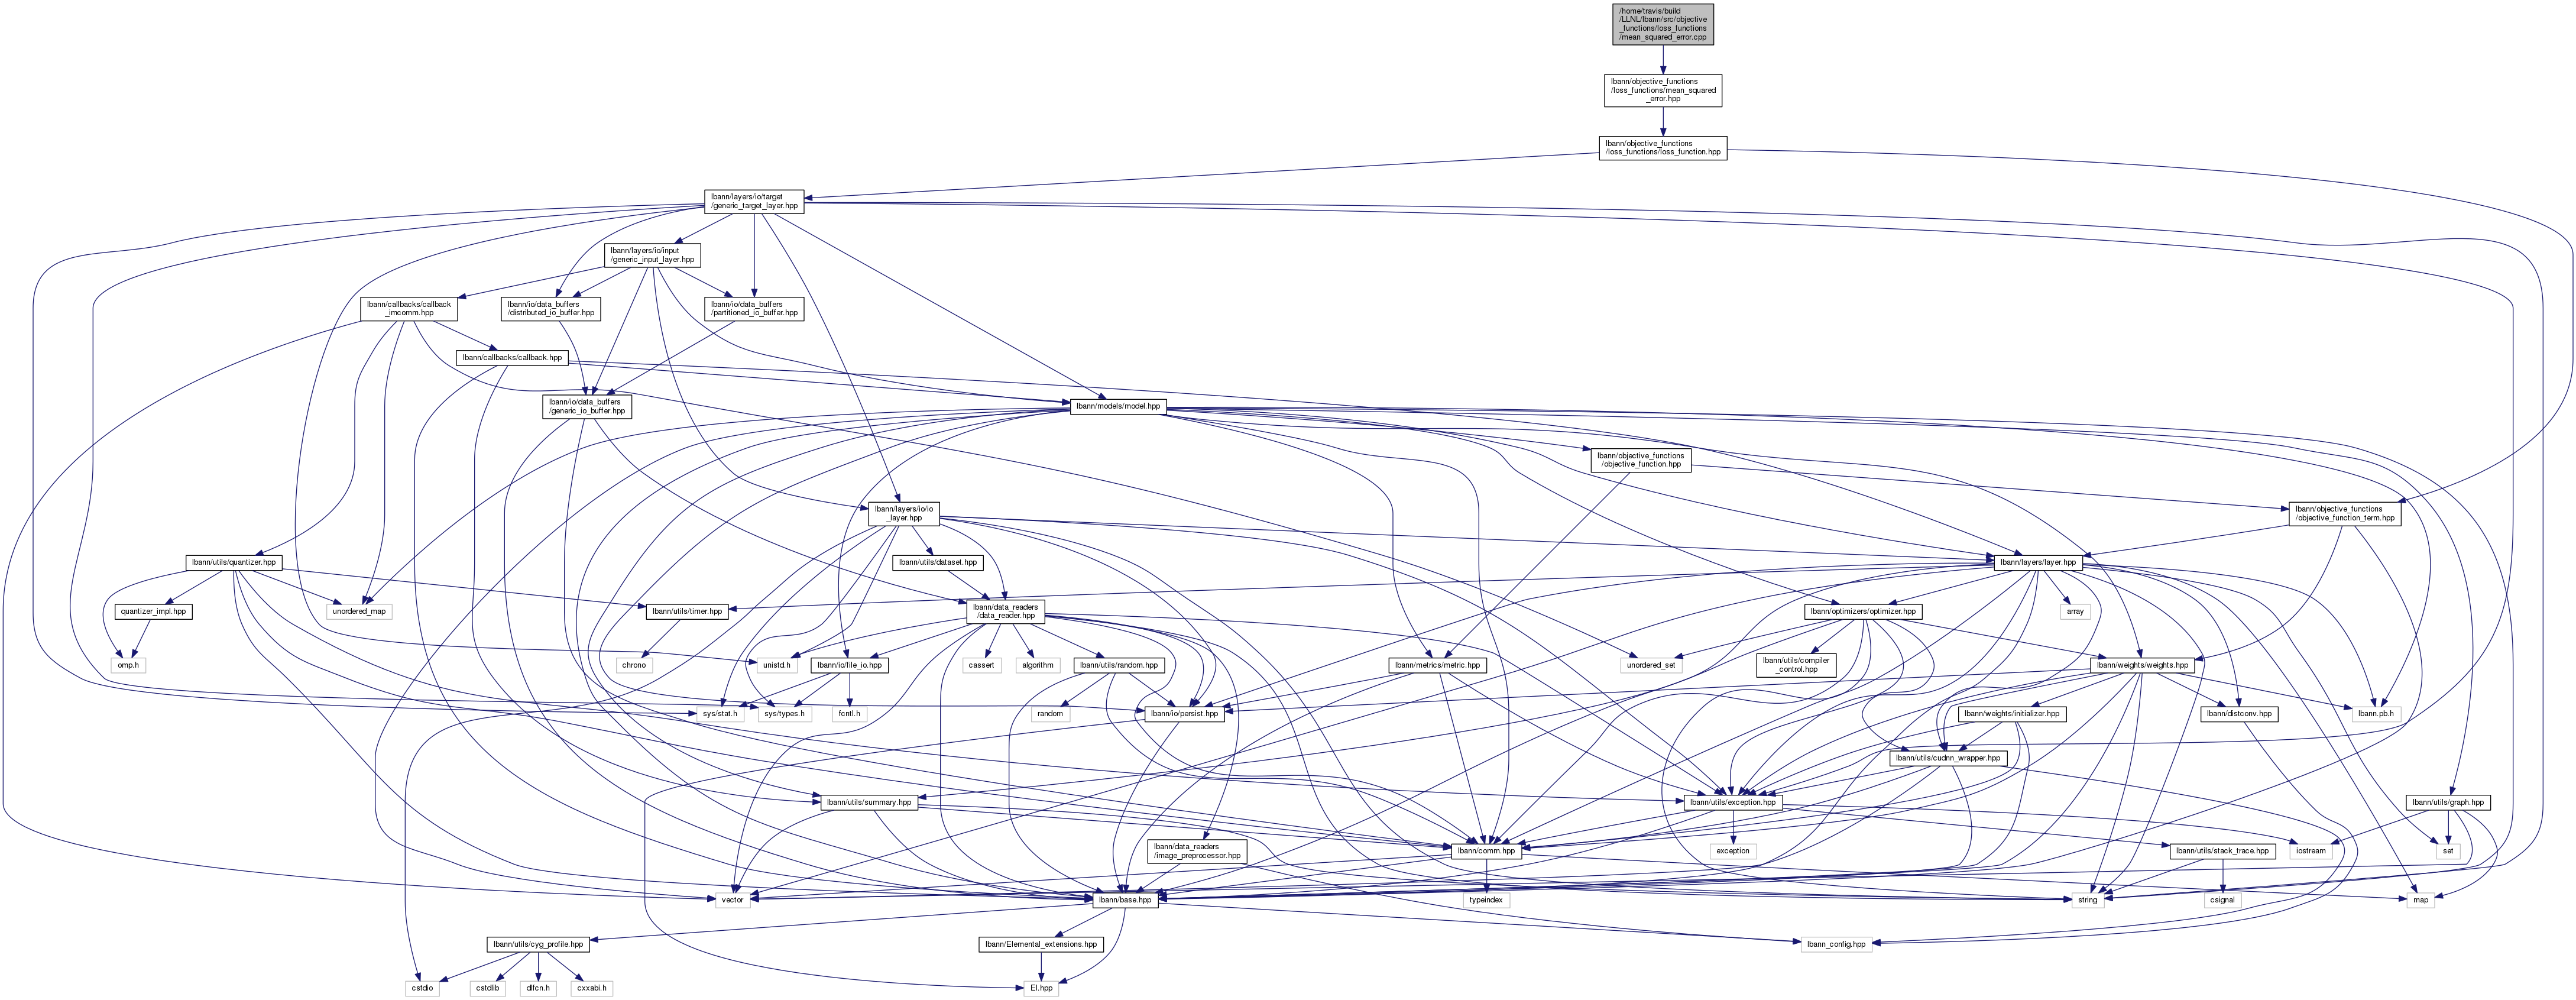 /home/travis/build
/LLNL/lbann/src/objective
_functions/loss_functions
/mean_squared_error.cpp
lbann/objective_functions
/loss_functions/mean_squared
_error.hpp
lbann/objective_functions
/loss_functions/loss_function.hpp
lbann/layers/io/target
/generic_target_layer.hpp
lbann/layers/io/input
/generic_input_layer.hpp
lbann/callbacks/callback
_imcomm.hpp
lbann/io/data_buffers
/distributed_io_buffer.hpp
lbann/io/data_buffers
/partitioned_io_buffer.hpp
lbann/callbacks/callback.hpp
lbann/io/data_buffers
/generic_io_buffer.hpp
lbann/models/model.hpp
lbann/objective_functions
/objective_function.hpp
lbann/layers/io/io
_layer.hpp
lbann/objective_functions
/objective_function_term.hpp
lbann/utils/quantizer.hpp
lbann/utils/dataset.hpp
lbann/layers/layer.hpp
quantizer_impl.hpp
unordered_map
lbann/utils/timer.hpp
lbann/data_readers
/data_reader.hpp
lbann/optimizers/optimizer.hpp
array
omp.h
chrono
unistd.h
lbann/io/file_io.hpp
cassert
algorithm
lbann/utils/random.hpp
lbann/metrics/metric.hpp
unordered_set
lbann/utils/compiler
_control.hpp
lbann/weights/weights.hpp
sys/stat.h
sys/types.h
fcntl.h
random
lbann/io/persist.hpp
lbann/weights/initializer.hpp
lbann/distconv.hpp
lbann.pb.h
lbann/utils/cudnn_wrapper.hpp
lbann/utils/summary.hpp
lbann/utils/exception.hpp
lbann/utils/graph.hpp
lbann/data_readers
/image_preprocessor.hpp
lbann/comm.hpp
exception
lbann/utils/stack_trace.hpp
iostream
set
vector
lbann/base.hpp
typeindex
string
csignal
map
lbann/utils/cyg_profile.hpp
lbann/Elemental_extensions.hpp
lbann_config.hpp
cstdio
cstdlib
dlfcn.h
cxxabi.h
El.hpp